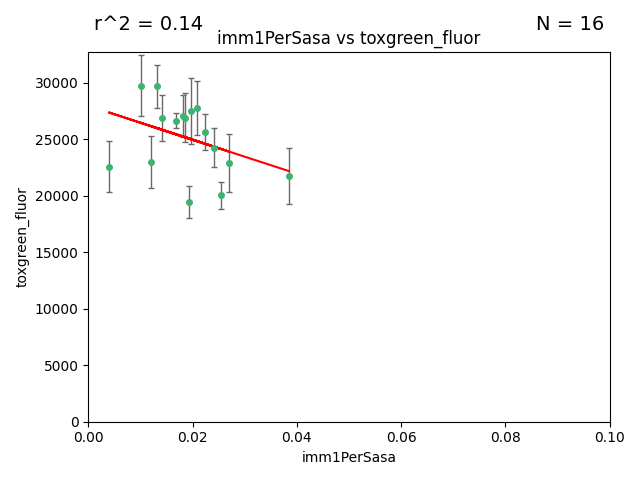 r^2 = 0.14
N = 16
imm1PerSasa vs toxgreen_fluor
30000
25000
20000
15000
10000
5000
0
toxgreen_fluor
0.00 0.02 0.04 0.06 0.08 0.10
imm1PerSasa